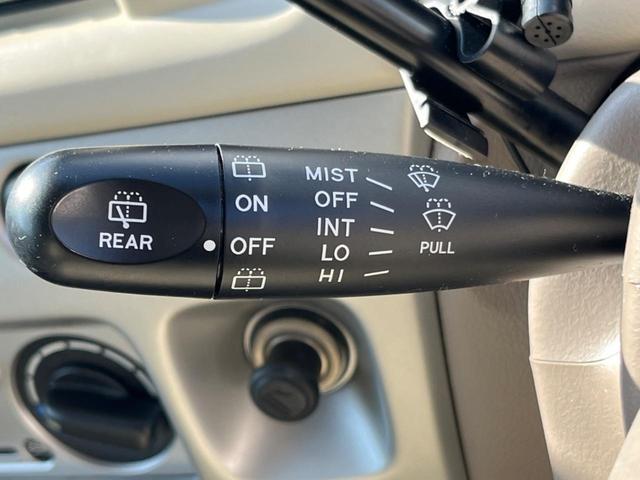 REAR
ON
OFF
MIST
OFF
INT
LO
HI
PULL